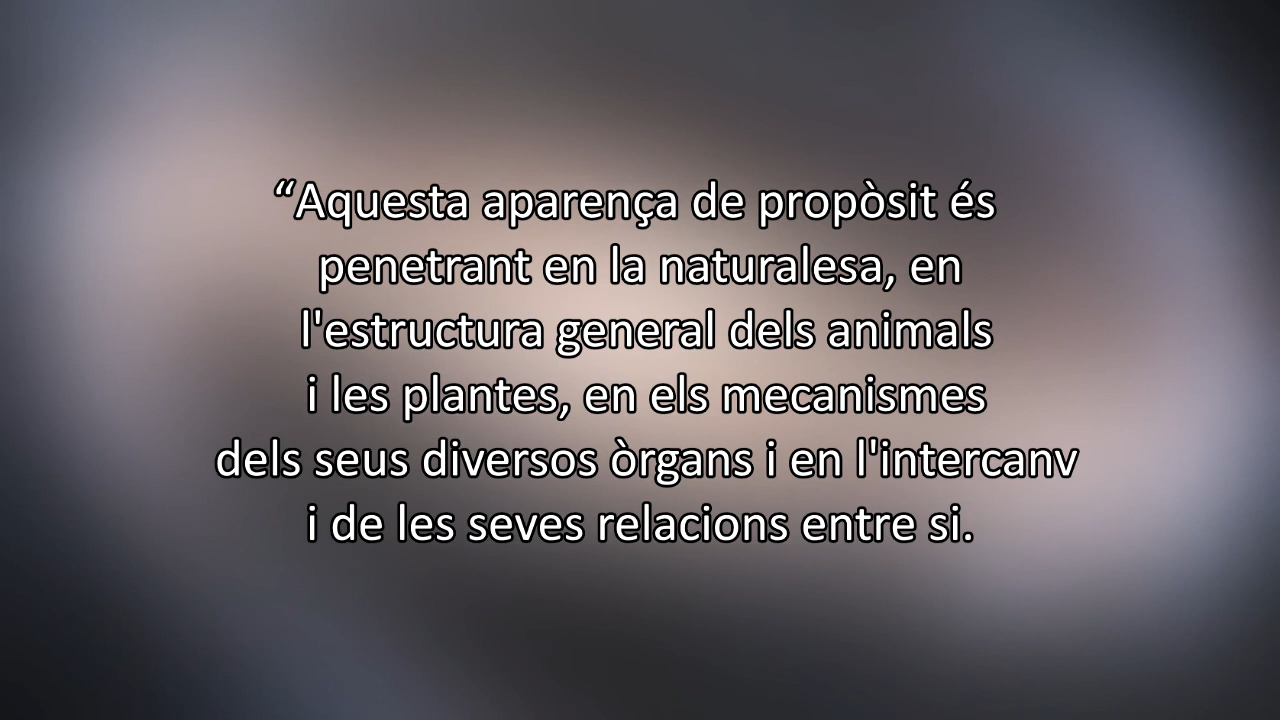 “Aquesta aparença de propòsit és
penetrant en la naturalesa, en
l'estructura general dels animals
i les plantes, en els mecanismes
dels seus diversos òrgans i en l'intercanv
i de les seves relacions entre si.